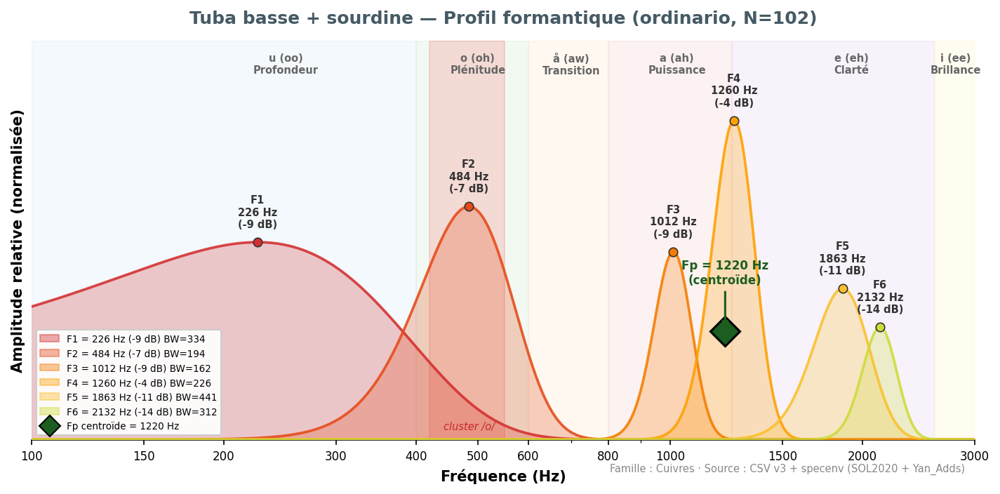 Tuba basse + sourdine — Profil formantique (ordinario, N=102)
u (oo)
Profondeur
o (oh)
Plénitude
å (aw)
Transition
a (ah)
Puissance
e (eh)
Clarté
i (ee)
Brillance
F1
226 Hz
(-9 dB)
F2
484 Hz
(-7 dB)
F3
1012 Hz
(-9 dB)
F4
1260 Hz
(-4 dB)
Fp = 1220 Hz
(centroïde)
F5
1863 Hz
(-11 dB)
F6
2132 Hz
(-14 dB)
cluster /o/
F1 = 226 Hz (-9 dB) BW=334
F2 = 484 Hz (-7 dB) BW=194
F3 = 1012 Hz (-9 dB) BW=162
F4 = 1260 Hz (-4 dB) BW=226
F5 = 1863 Hz (-11 dB) BW=441
F6 = 2132 Hz (-14 dB) BW=312
Fp centroïde = 1220 Hz
Amplitude relative (normalisée)
100 150 200 300 400 500 600 800 1000 1500 2000 3000
Fréquence (Hz)
Famille : Cuivres · Source : CSV v3 + specenv (SOL2020 + Yan_Adds)